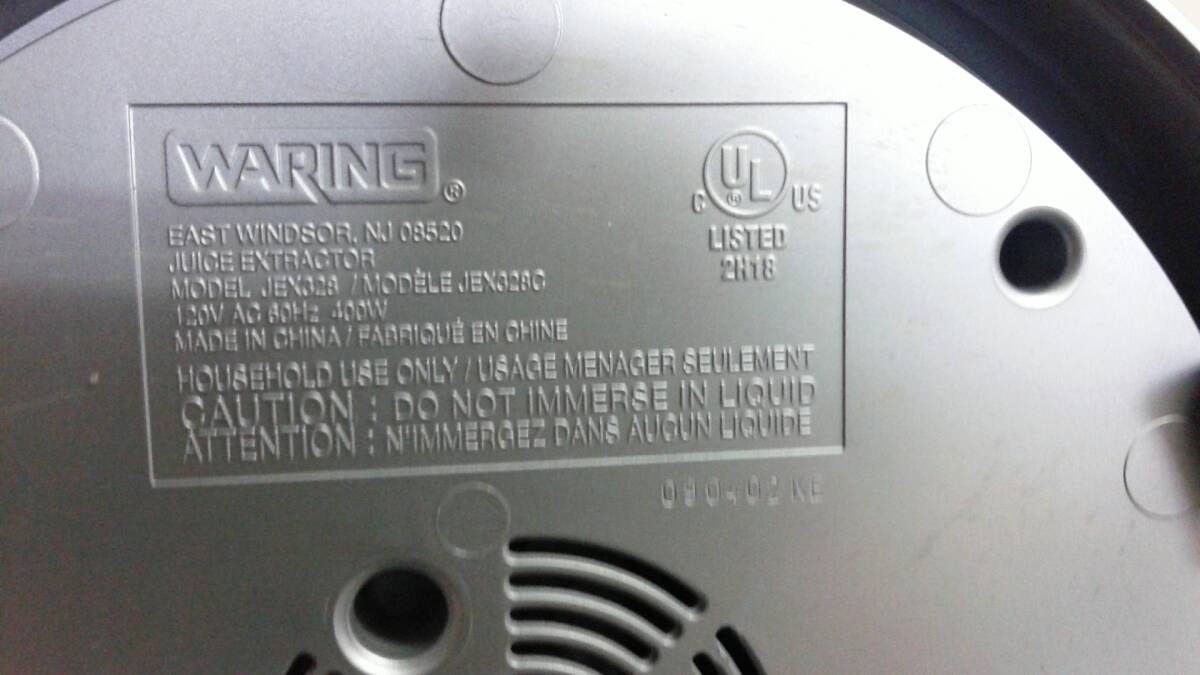 WARING ®
EAST WINDSOR, NJ 08520
JUICE EXTRACTOR
MODEL JEX328 / MODÈLE JEX328C
120V AC 60Hz 400W
MADE IN CHINA / FABRIQUÉ EN CHINE
HOUSEHOLD USE ONLY / USAGE MENAGER SEULEMENT
CAUTION : DO NOT IMMERSE IN LIQUID
ATTENTION : N'IMMERGEZ DANS AUCUN LIQUIDE
C UL ® US
LISTED
2H18